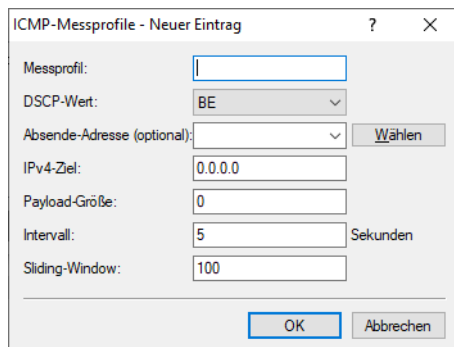 ICMP-Messprofile - Neuer Eintrag ? ×
Messprofil:
DSCP-Wert: BE
Absende-Adresse (optional): Wählen
IPv4-Ziel: 0.0.0.0
Payload-Größe: 0
Intervall: 5 Sekunden
Sliding-Window: 100
OK Abbrechen